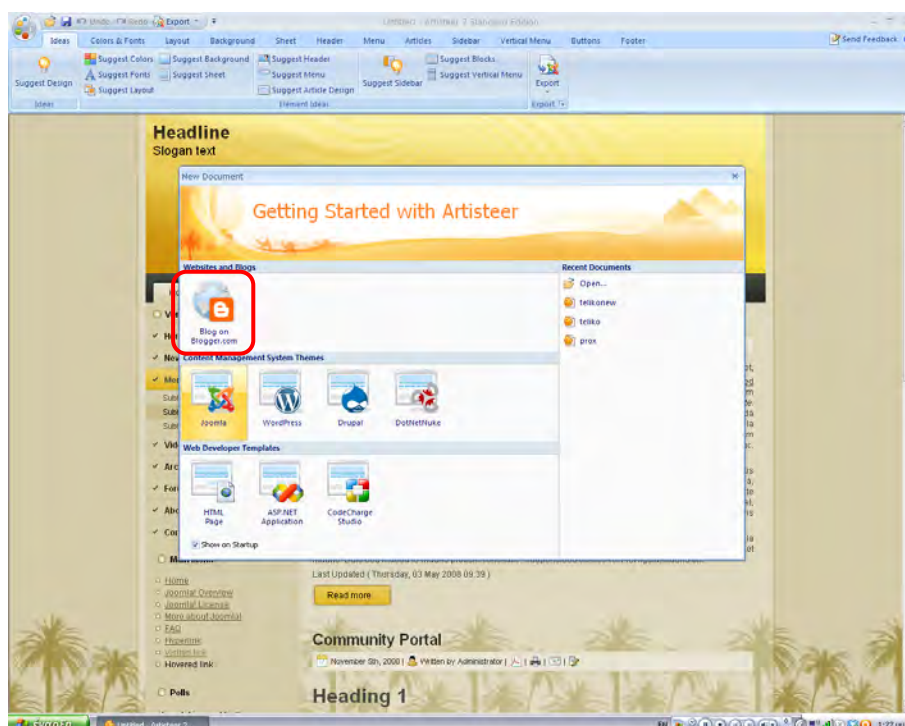 Undo Redo Export
Untitled - Artisteer 2 Standard Edition
Ideas Colors & Fonts Layout Background Sheet Header Menu Articles Sidebar Vertical Menu Buttons Footer Send Feedback
Suggest Design
Suggest Colors
Suggest Fonts
Suggest Layout
Suggest Background
Suggest Sheet
Suggest Header
Suggest Menu
Suggest Article Design
Suggest Sidebar
Suggest Blocks
Suggest Vertical Menu
Export
Ideas Element Ideas Export
Headline
Slogan text
New Document
Getting Started with Artisteer
Websites and Blogs
Blog on
Blogger.com
Content Management System Themes
Joomla WordPress Drupal DotNetNuke
Web Developer Templates
HTML
Page
ASP.NET
Application
CodeCharge
Studio
Show on Startup
Recent Documents
Open...
telikonew
teliko
prox
Last Updated ( Thursday, 03 May 2008 09:39 )
Read more
Home
Joomla! Overview
Joomla! License
More about Joomla!
FAQ
Hyperlink
Visited link
Hovered link
Polls
Community Portal
November 5th, 2008 | Written by Administrator |
Heading 1
Untitled - Artisteer 2
EN
1:27